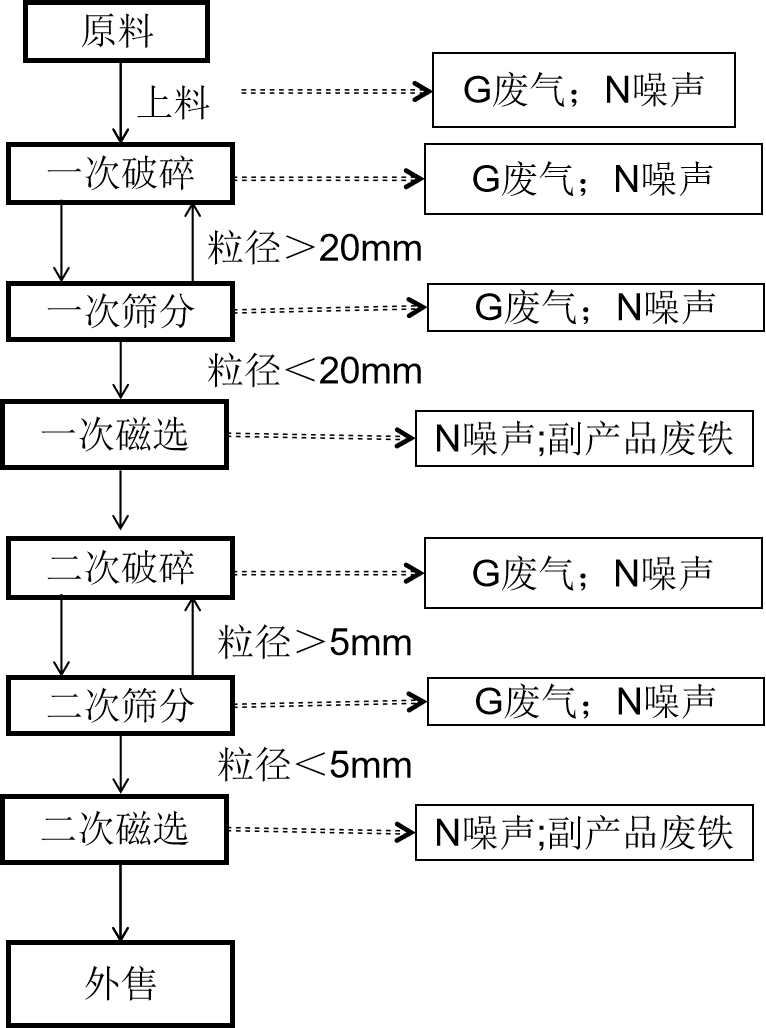 原料
上料
G废气；N噪声
一次破碎
G废气；N噪声
粒径＞20mm
一次筛分
G废气；N噪声
粒径＜20mm
一次磁选
N噪声;副产品废铁
二次破碎
G废气；N噪声
粒径＞5mm
二次筛分
G废气；N噪声
粒径＜5mm
二次磁选
N噪声;副产品废铁
外售